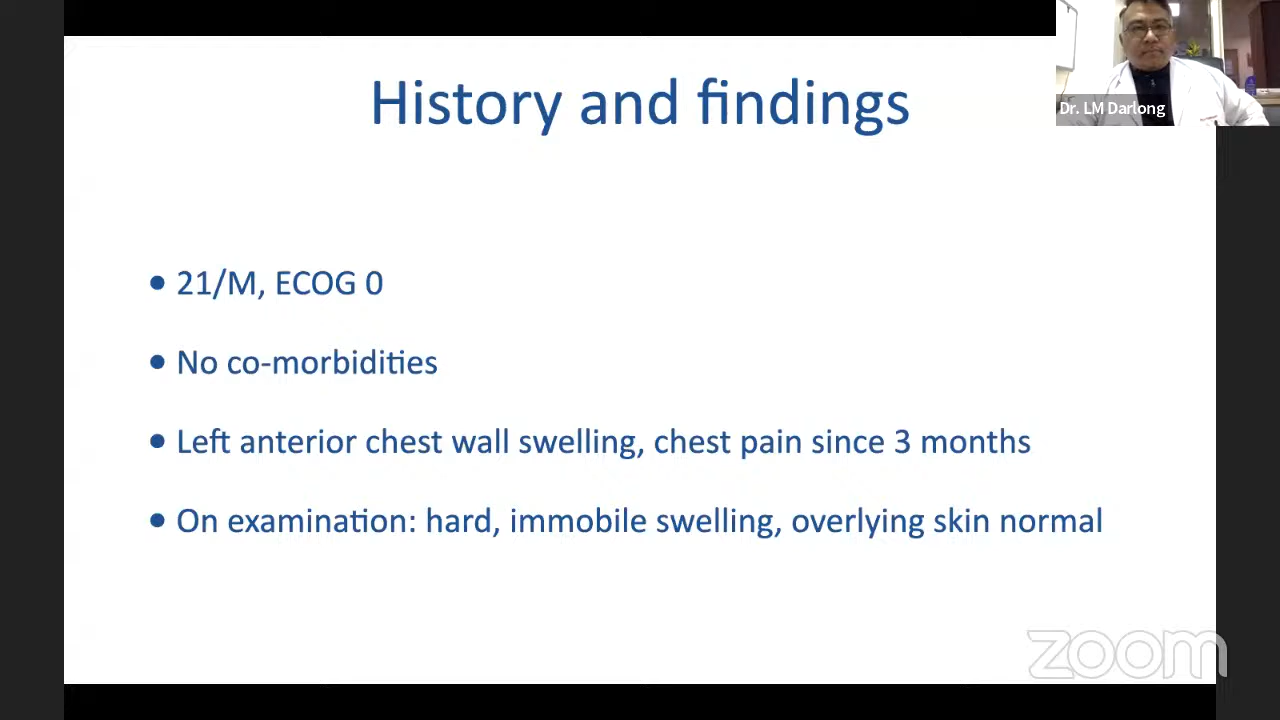 Dr. LM Darlong
History and findings
• 21/M, ECOG 0
• No co-morbidities
• Left anterior chest wall swelling, chest pain since 3 months
• On examination: hard, immobile swelling, overlying skin normal
zoom